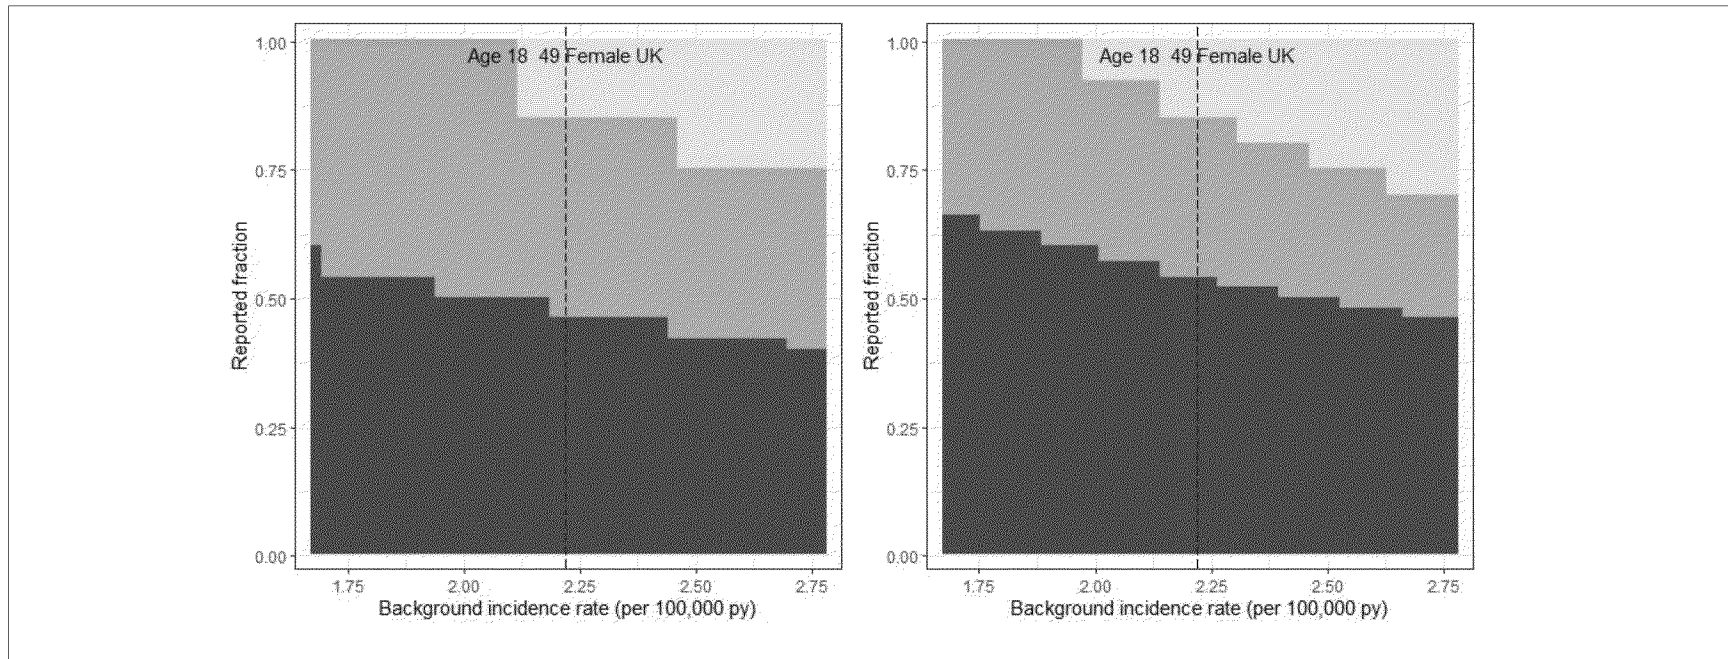 Age 18 49 Female UK
1.00
0.75
0.50
0.25
0.00
Reported fraction
1.75 2.00 2.25 2.50 2.75
Background incidence rate (per 100,000 py)
Age 18 49 Female UK
1.00
0.75
0.50
0.25
0.00
Reported fraction
1.75 2.00 2.25 2.50 2.75
Background incidence rate (per 100,000 py)